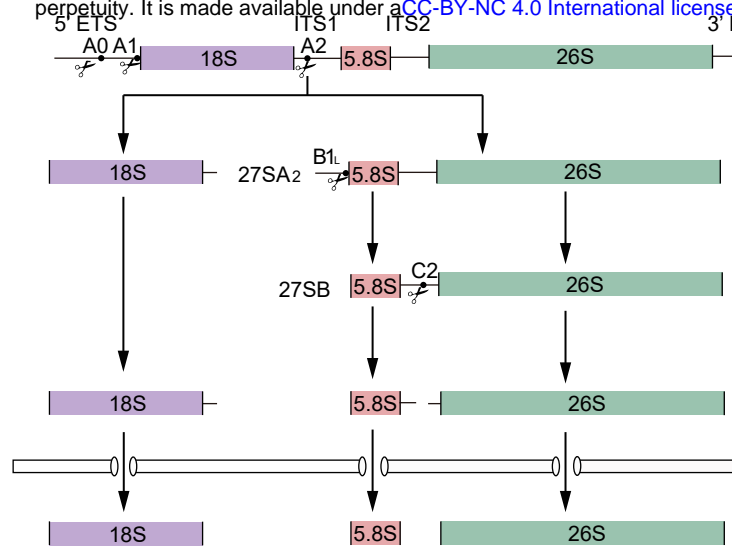 perpetuity. It is made available under aCC-BY-NC 4.0 International license
5' ETS ITS1 ITS2 3'
A0 A1 A2
18S 5.8S 26S
B1L
18S 27SA2 5.8S 26S
C2
27SB 5.8S 26S
18S 5.8S 26S
18S 5.8S 26S